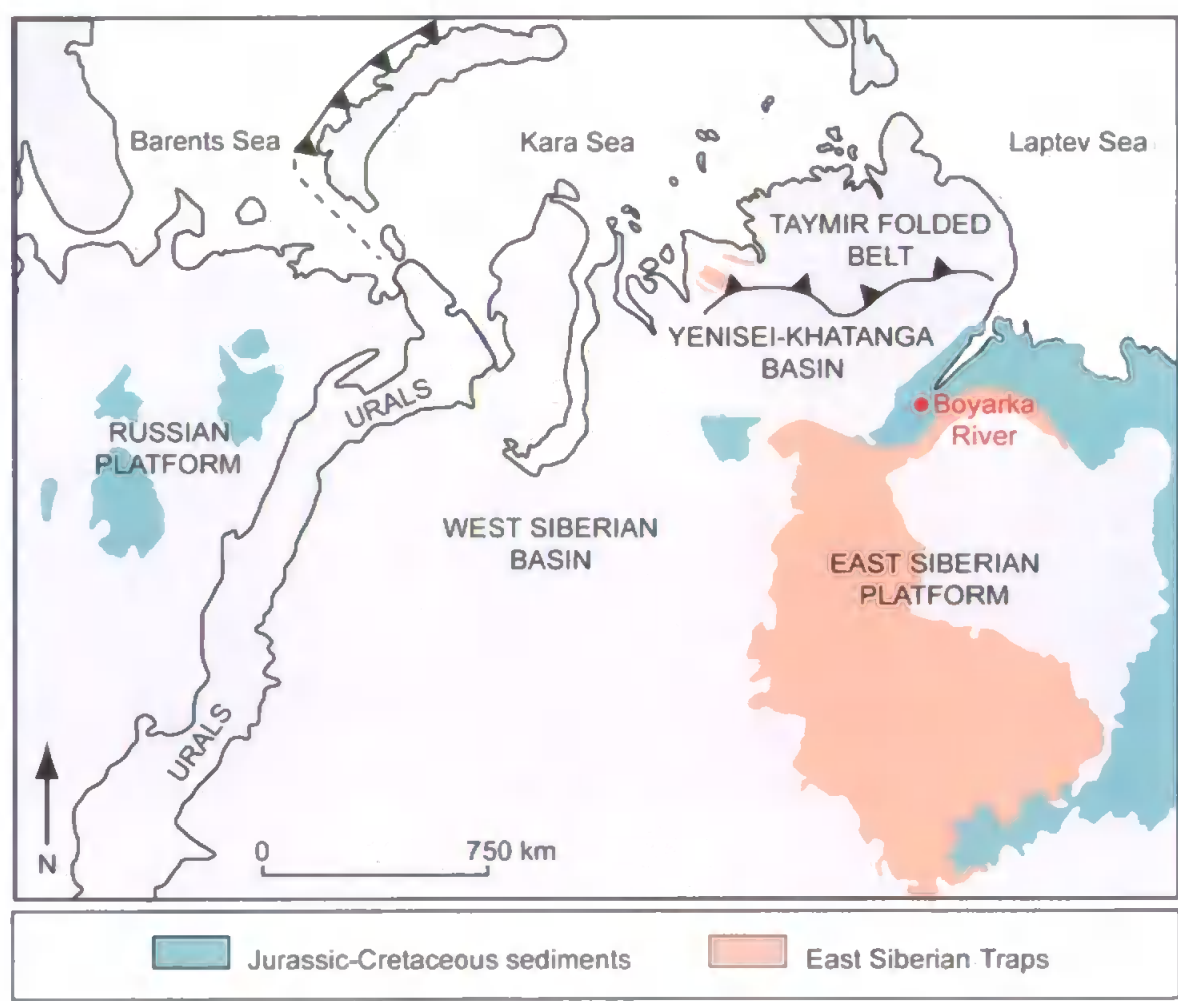 Barents Sea
Kara Sea
Laptev Sea
TAYMIR FOLDED
BELT
YENISEI-KHATANGA
BASIN
URALS
Boyarka
River
RUSSIAN
PLATFORM
WEST SIBERIAN
BASIN
EAST SIBERIAN
PLATFORM
URALS
N
0
750 km
Jurassic-Cretaceous sediments
East Siberian Traps